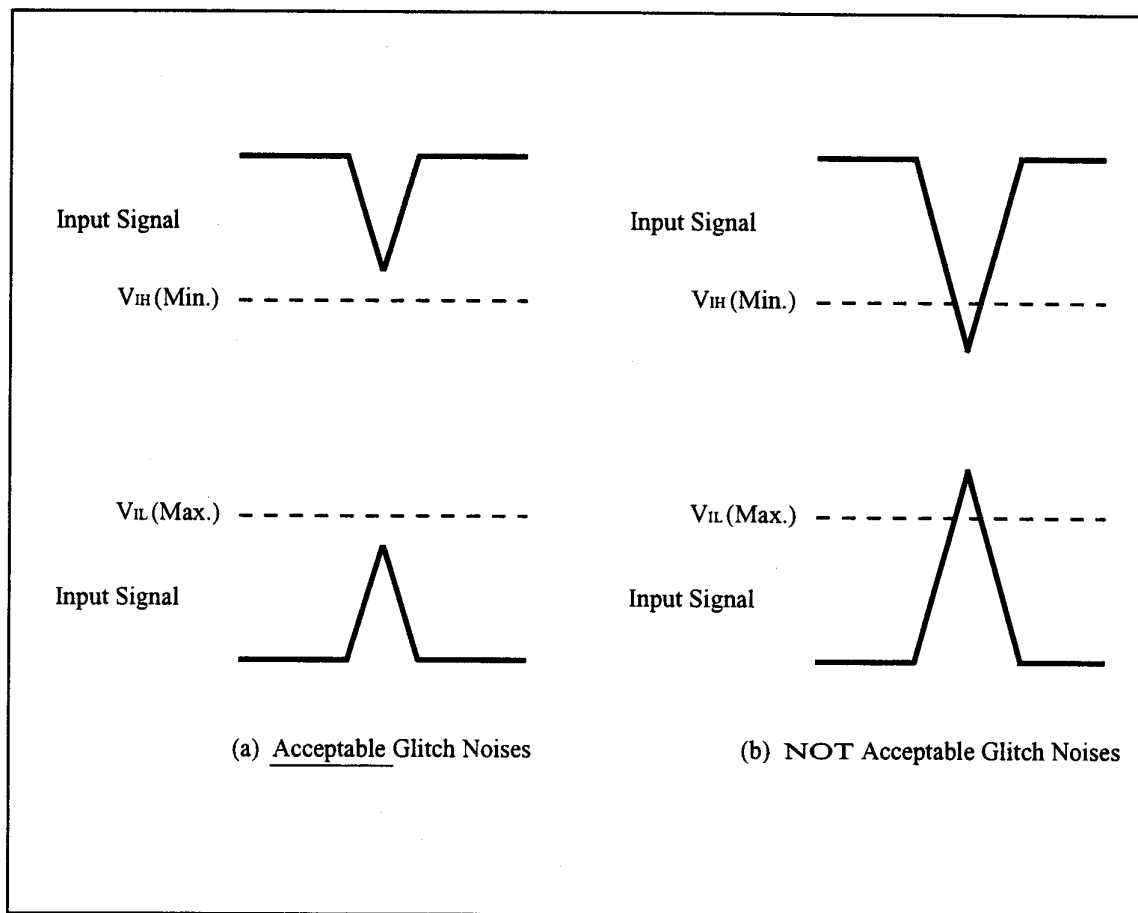 Input Signal
VIH (Min.)
VIL (Max.)
Input Signal
(a) Acceptable Glitch Noises
Input Signal
VIH (Min.)
VIL (Max.)
Input Signal
(b) NOT Acceptable Glitch Noises